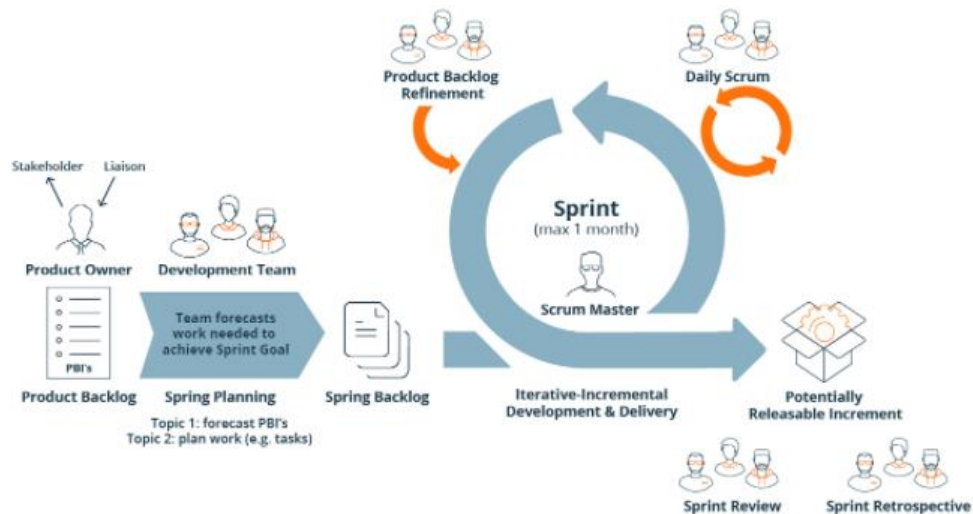 Product Backlog
Refinement
Daily Scrum
Stakeholder
Liaison
Sprint
(max 1 month)
Product Owner
Development Team
Scrum Master
Team forecasts
work needed to
achieve Sprint Goal
PBI's
Product Backlog
Spring Planning
Spring Backlog
Iterative-Incremental
Development & Delivery
Potentially
Releasable Increment
Topic 1: forecast PBI's
Topic 2: plan work (e.g. tasks)
Sprint Review
Sprint Retrospective